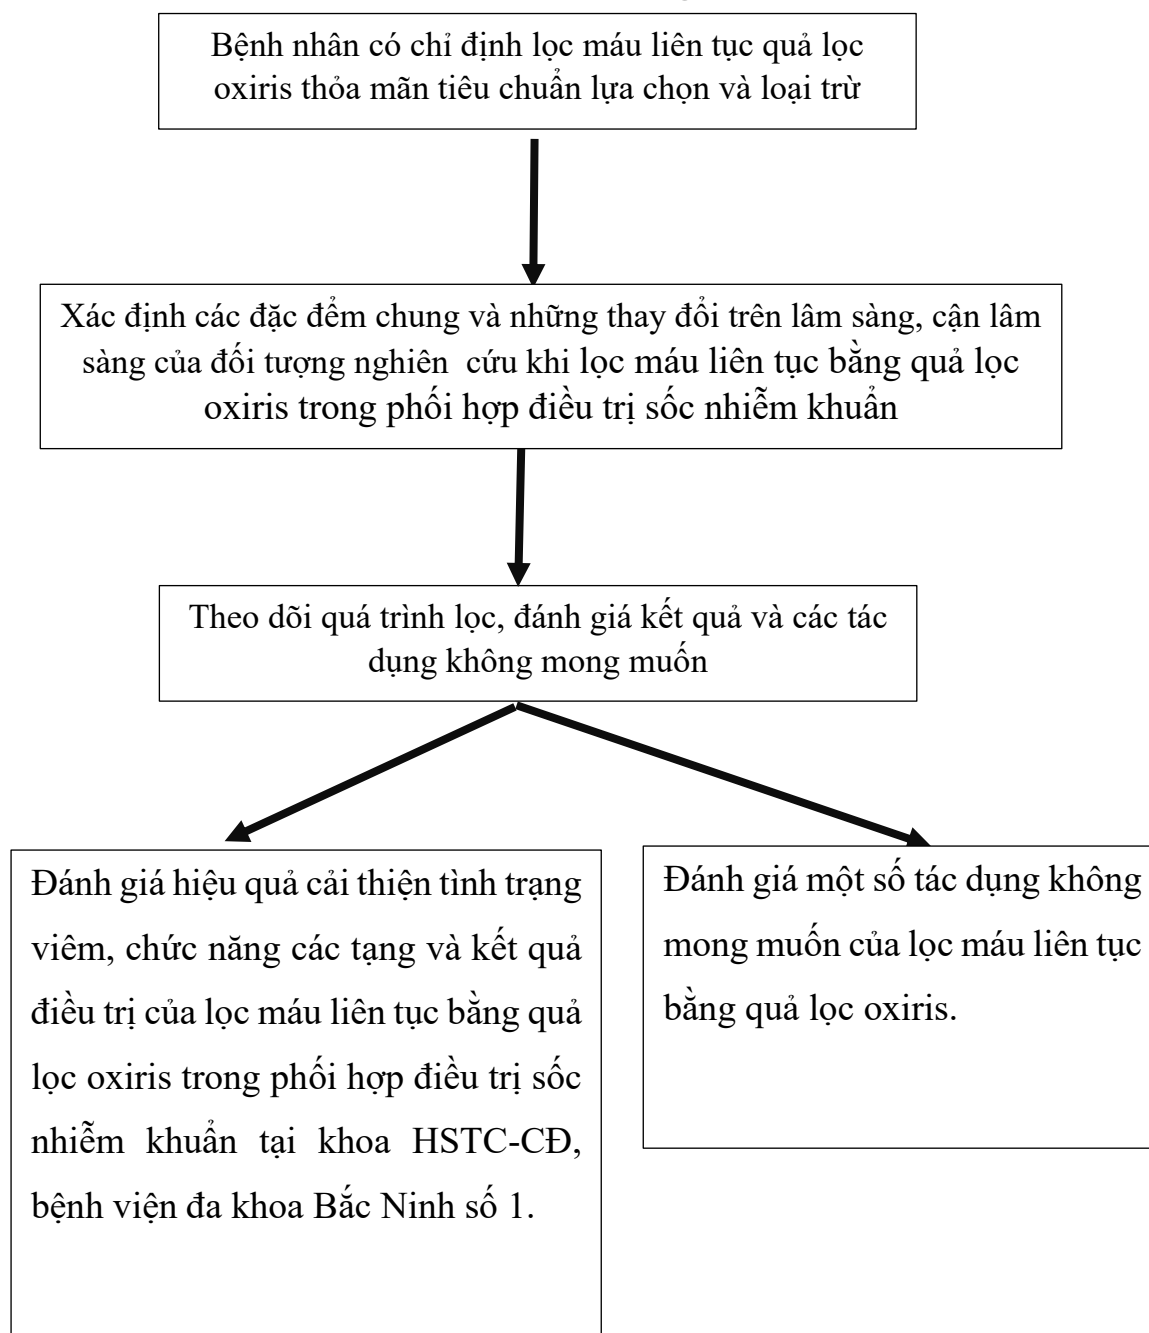 Bệnh nhân có chỉ định lọc máu liên tục quả lọc
oxiris thỏa mãn tiêu chuẩn lựa chọn và loại trừ
Xác định các đặc đểm chung và những thay đổi trên lâm sàng, cận lâm
sàng của đối tượng nghiên cứu khi lọc máu liên tục bằng quả lọc
oxiris trong phối hợp điều trị sốc nhiễm khuẩn
Theo dõi quá trình lọc, đánh giá kết quả và các tác
dụng không mong muốn
Đánh giá hiệu quả cải thiện tình trạng
viêm, chức năng các tạng và kết quả
điều trị của lọc máu liên tục bằng quả
lọc oxiris trong phối hợp điều trị sốc
nhiễm khuẩn tại khoa HSTC-CĐ,
bệnh viện đa khoa Bắc Ninh số 1.
Đánh giá một số tác dụng không
mong muốn của lọc máu liên tục
bằng quả lọc oxiris.